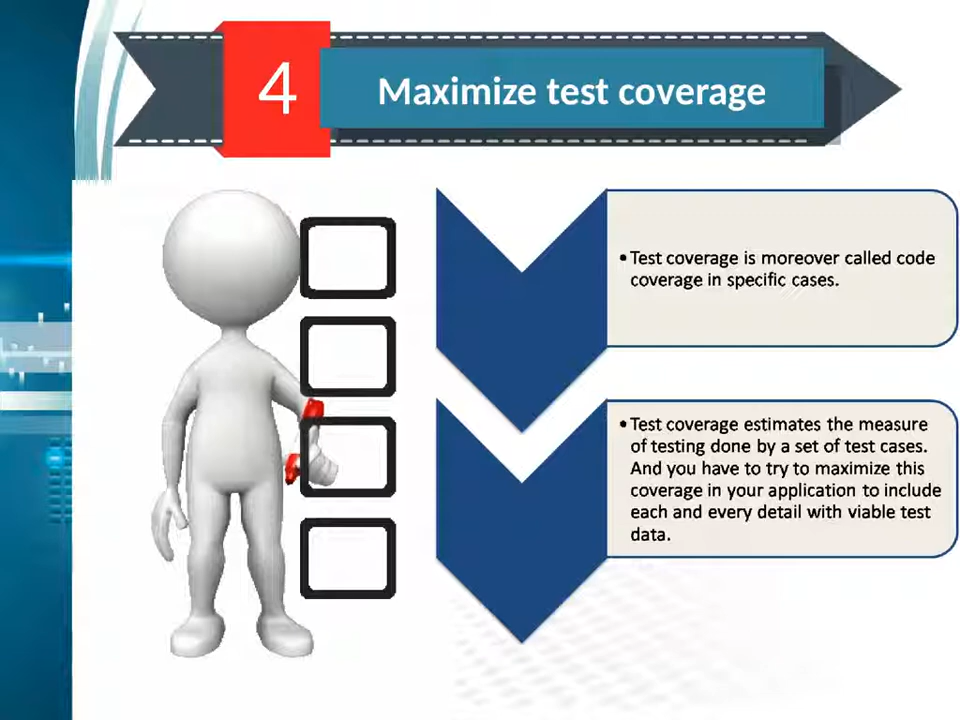 4
Maximize test coverage
•Test coverage is moreover called code
coverage in specific cases.
•Test coverage estimates the measure
of testing done by a set of test cases.
And you have to try to maximize this
coverage in your application to include
each and every detail with viable test
data.